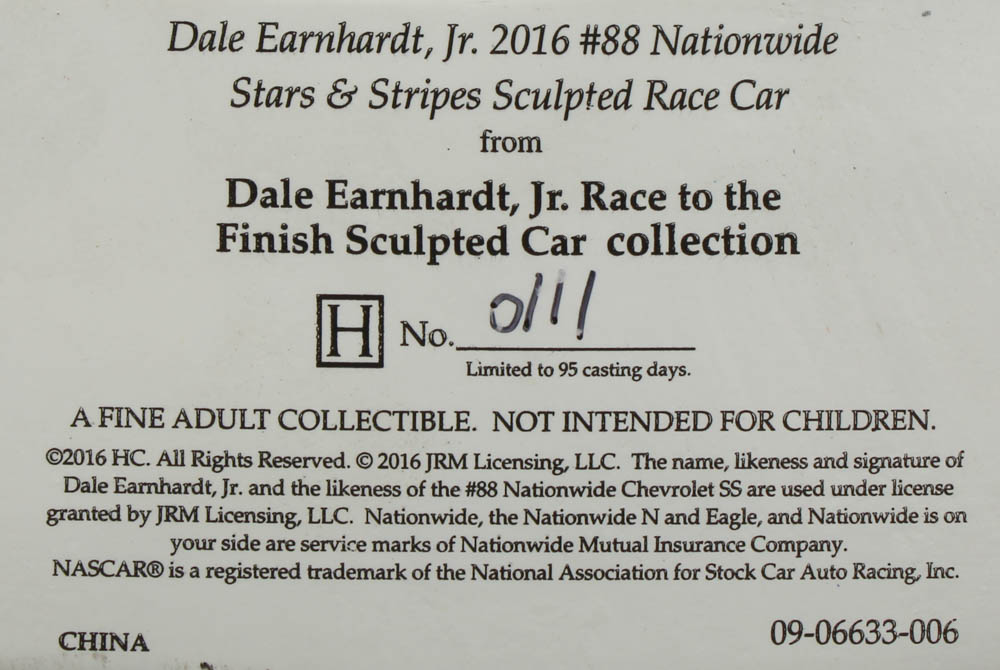 Dale Earnhardt, Jr. 2016 #88 Nationwide
Stars & Stripes Sculpted Race Car
from
Dale Earnhardt, Jr. Race to the
Finish Sculpted Car collection
H No. 0111
Limited to 95 casting days.
A FINE ADULT COLLECTIBLE. NOT INTENDED FOR CHILDREN.
©2016 HC. All Rights Reserved. © 2016 JRM Licensing, LLC. The name, likeness and signature of
Dale Earnhardt, Jr. and the likeness of the #88 Nationwide Chevrolet SS are used under license
granted by JRM Licensing, LLC. Nationwide, the Nationwide N and Eagle, and Nationwide is on
your side are service marks of Nationwide Mutual Insurance Company.
NASCAR® is a registered trademark of the National Association for Stock Car Auto Racing, Inc.
CHINA
09-06633-006